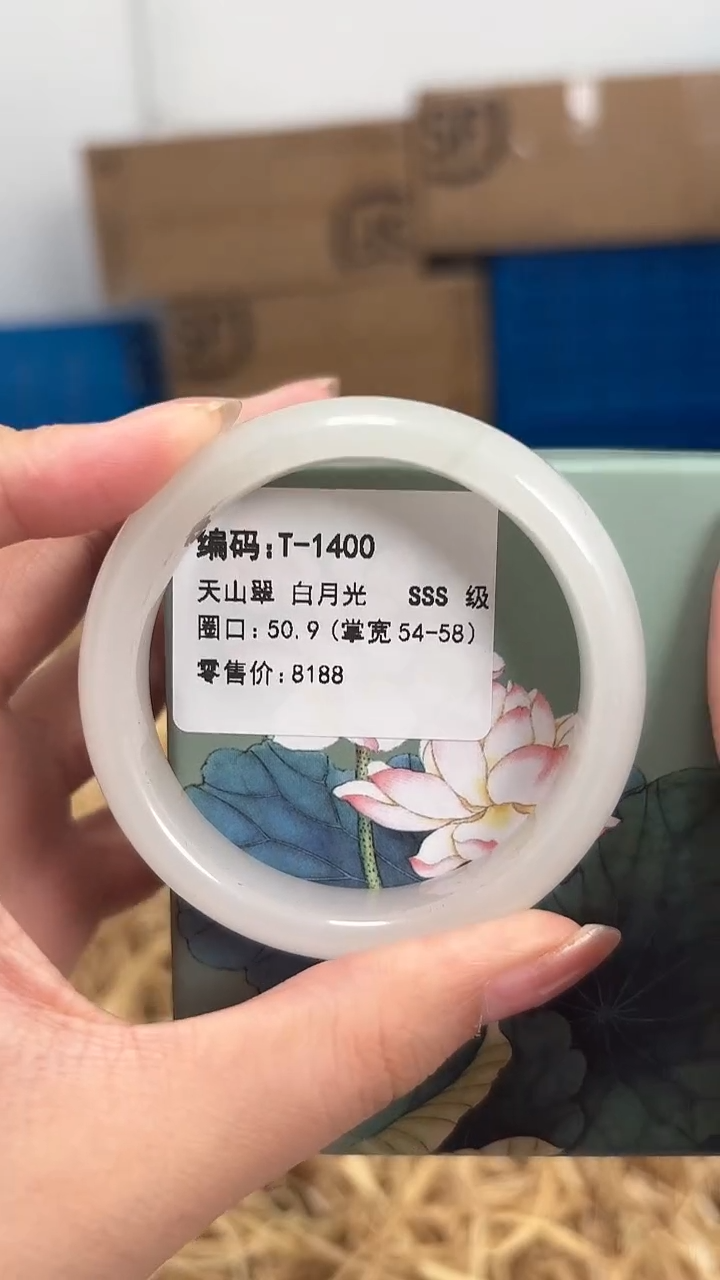 编码:T-1400
天山翠 白月光 SSS 级
圈口:50.9(掌宽54-58)
零售价:8188